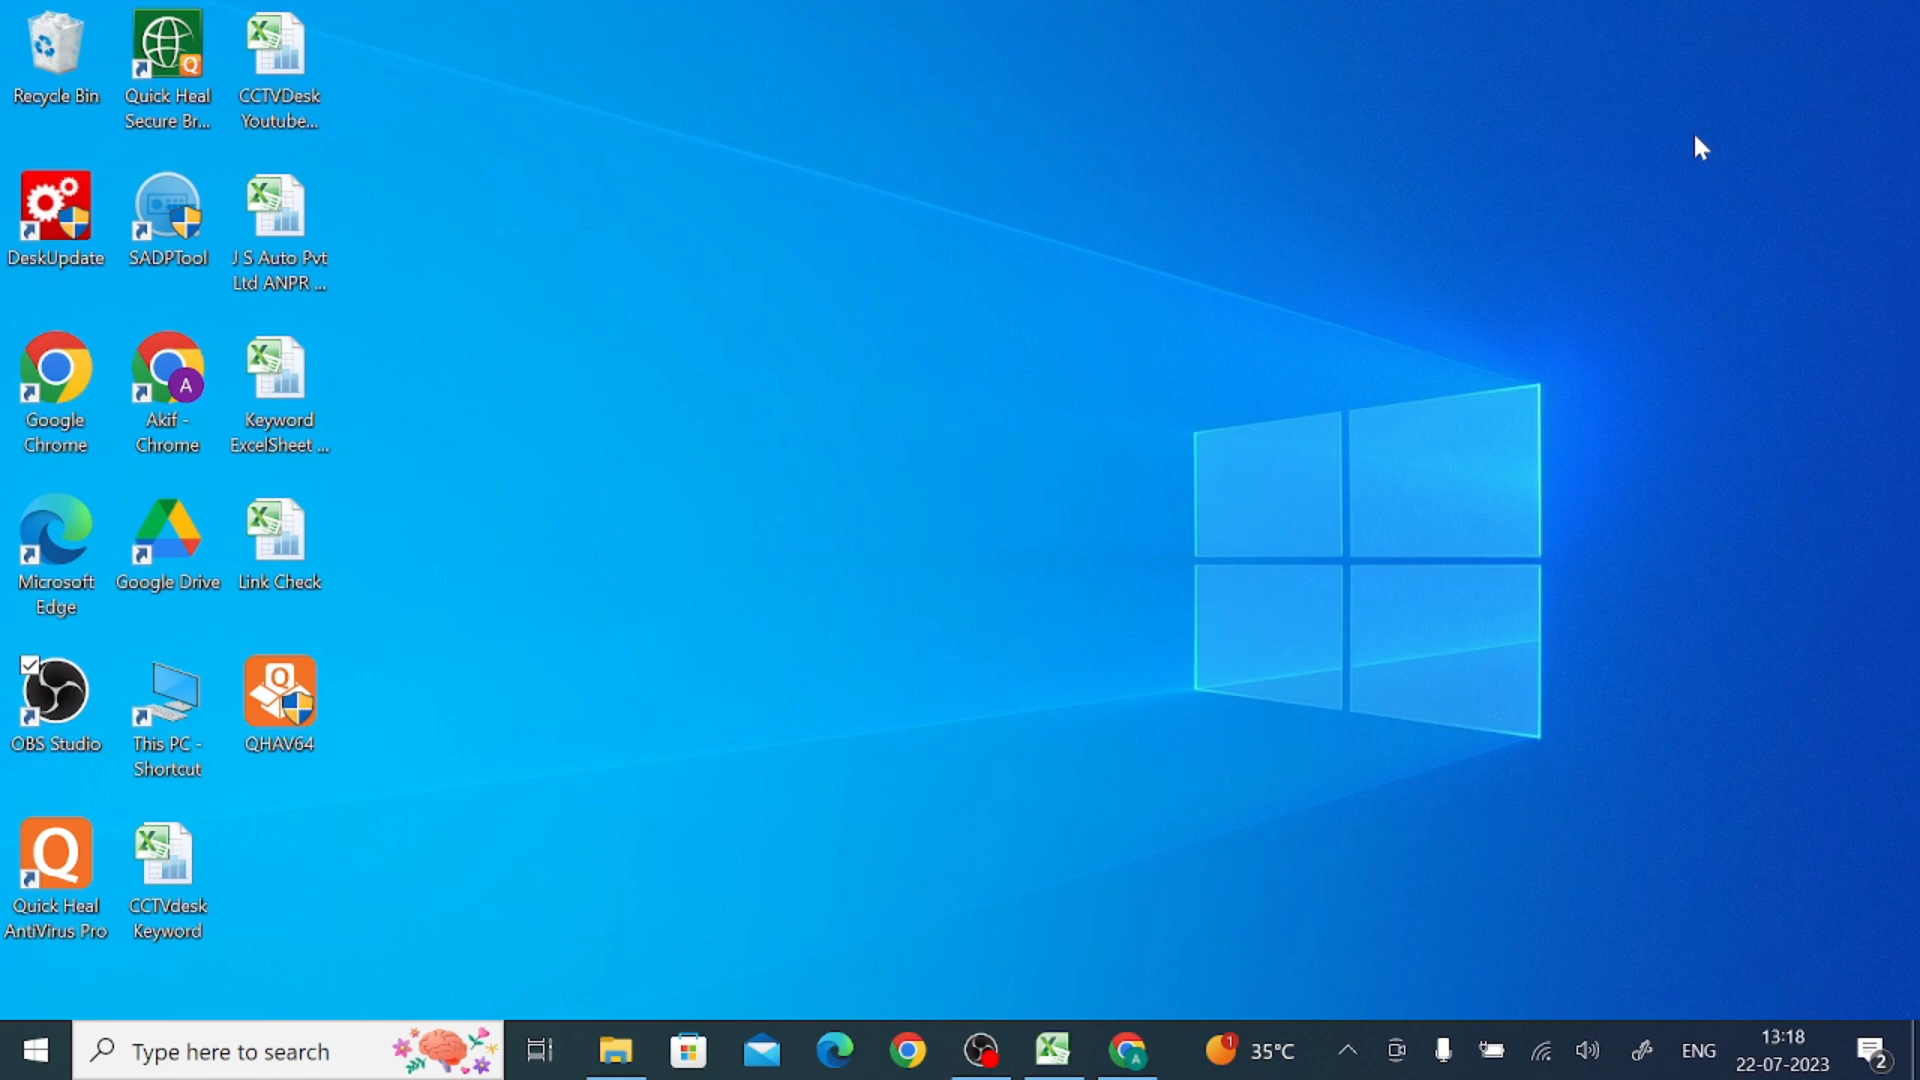 Recycle Bin
Quick Heal
Secure Br...
CCTVDesk
Youtube...
DeskUpdate
SADPTool
J S Auto Pvt
Ltd ANPR ...
Google
Chrome
A
Akif -
Chrome
Keyword
ExcelSheet ...
Microsoft
Edge
Google Drive
Link Check
OBS Studio
This PC -
Shortcut
QHAV64
Quick Heal
AntiVirus Pro
CCTVdesk
Keyword
Type here to search
1
35°C
ENG
13:18
22-07-2023
2